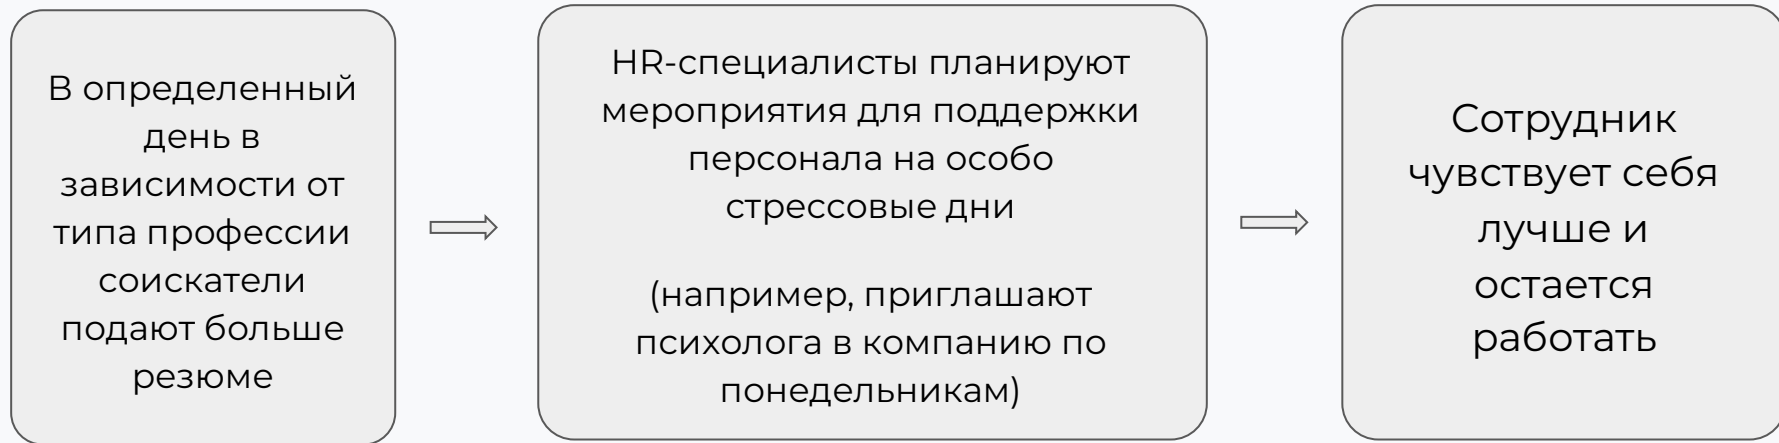 В определенный
день в
зависимости от
типа профессии
соискатели
подают больше
резюме
HR-специалисты планируют
мероприятия для поддержки
персонала на особо
стрессовые дни
(например, приглашают
психолога в компанию по
понедельникам)
Сотрудник
чувствует себя
лучше и
остается
работать